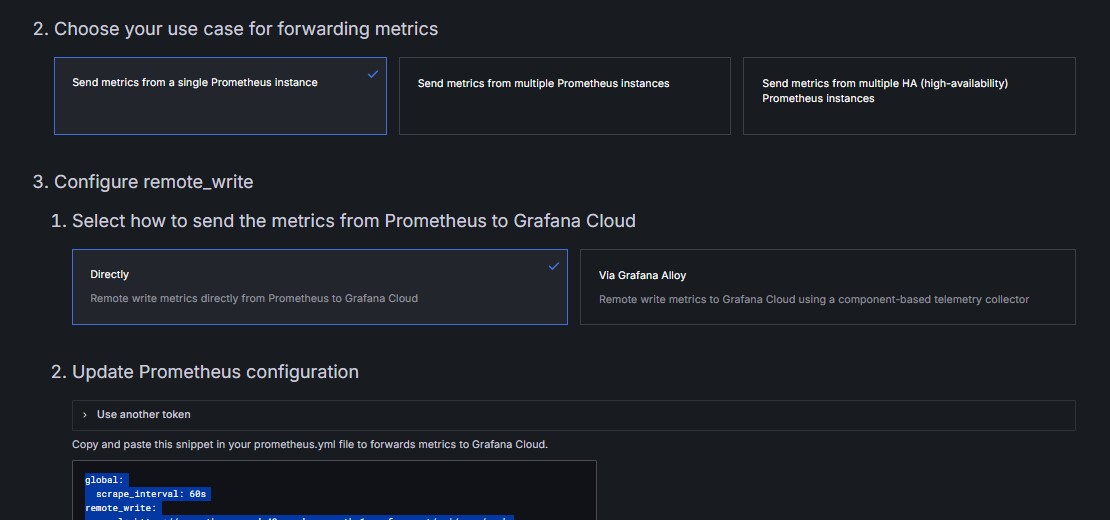 2. Choose your use case for forwarding metrics
Send metrics from a single Prometheus instance
Send metrics from multiple Prometheus instances
Send metrics from multiple HA (high-availability)
Prometheus instances
3. Configure remote_write
1. Select how to send the metrics from Prometheus to Grafana Cloud
Directly
Remote write metrics directly from Prometheus to Grafana Cloud
Via Grafana Alloy
Remote write metrics to Grafana Cloud using a component-based telemetry collector
2. Update Prometheus configuration
Use another token
Copy and paste this snippet in your prometheus.yml file to forwards metrics to Grafana Cloud.
global:
scrape_interval: 60s
remote_write: